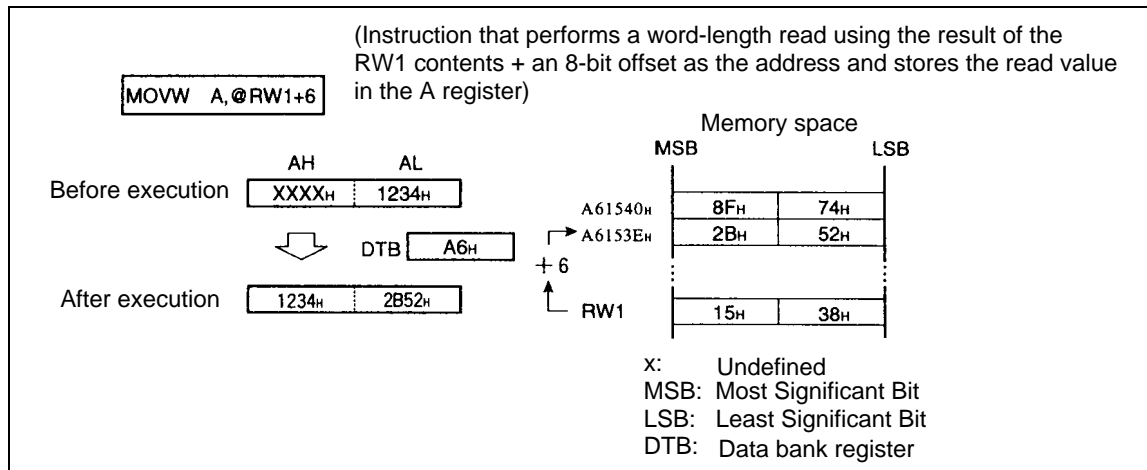 (Instruction that performs a word-length read using the result of the
RW1 contents + an 8-bit offset as the address and stores the read value
in the A register)
MOVW A,@RW1+6
Memory space
MSB LSB
AH AL
Before execution XXXXH 1234H
A61540H 8FH 74H
A6153EH 2BH 52H
DTB A6H
+ 6
After execution 1234H 2B52H
RW1 15H 38H
x: Undefined
MSB: Most Significant Bit
LSB: Least Significant Bit
DTB: Data bank register